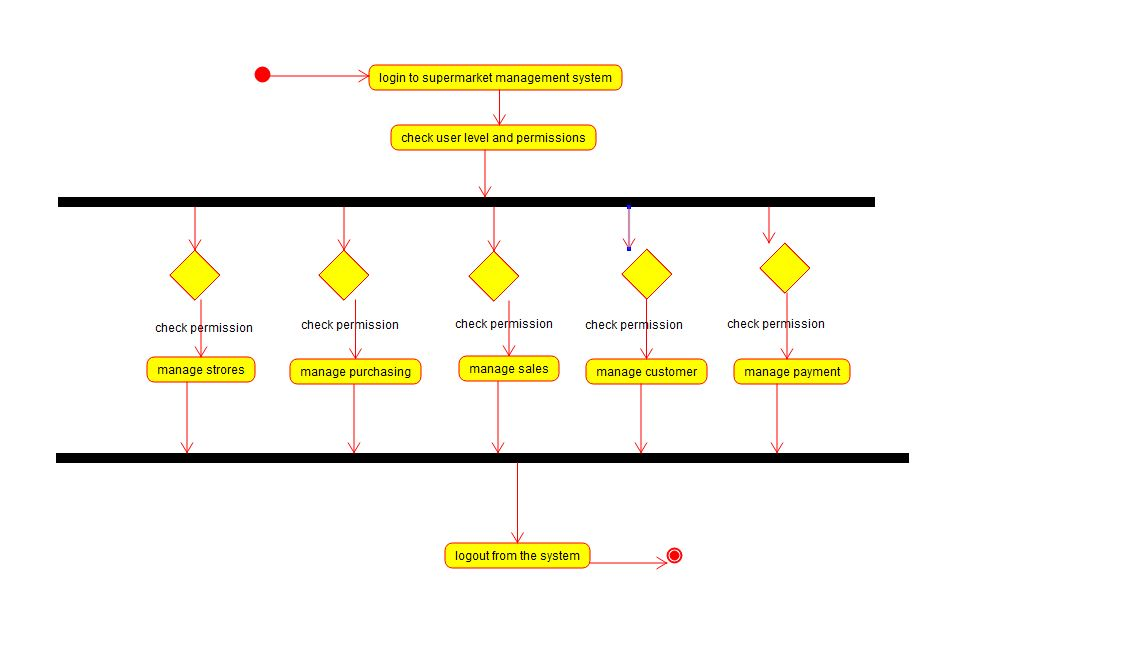 login to supermarket management system
check user level and permissions
check permission
check permission
check permission
check permission
check permission
manage strores
manage purchasing
manage sales
manage customer
manage payment
logout from the system